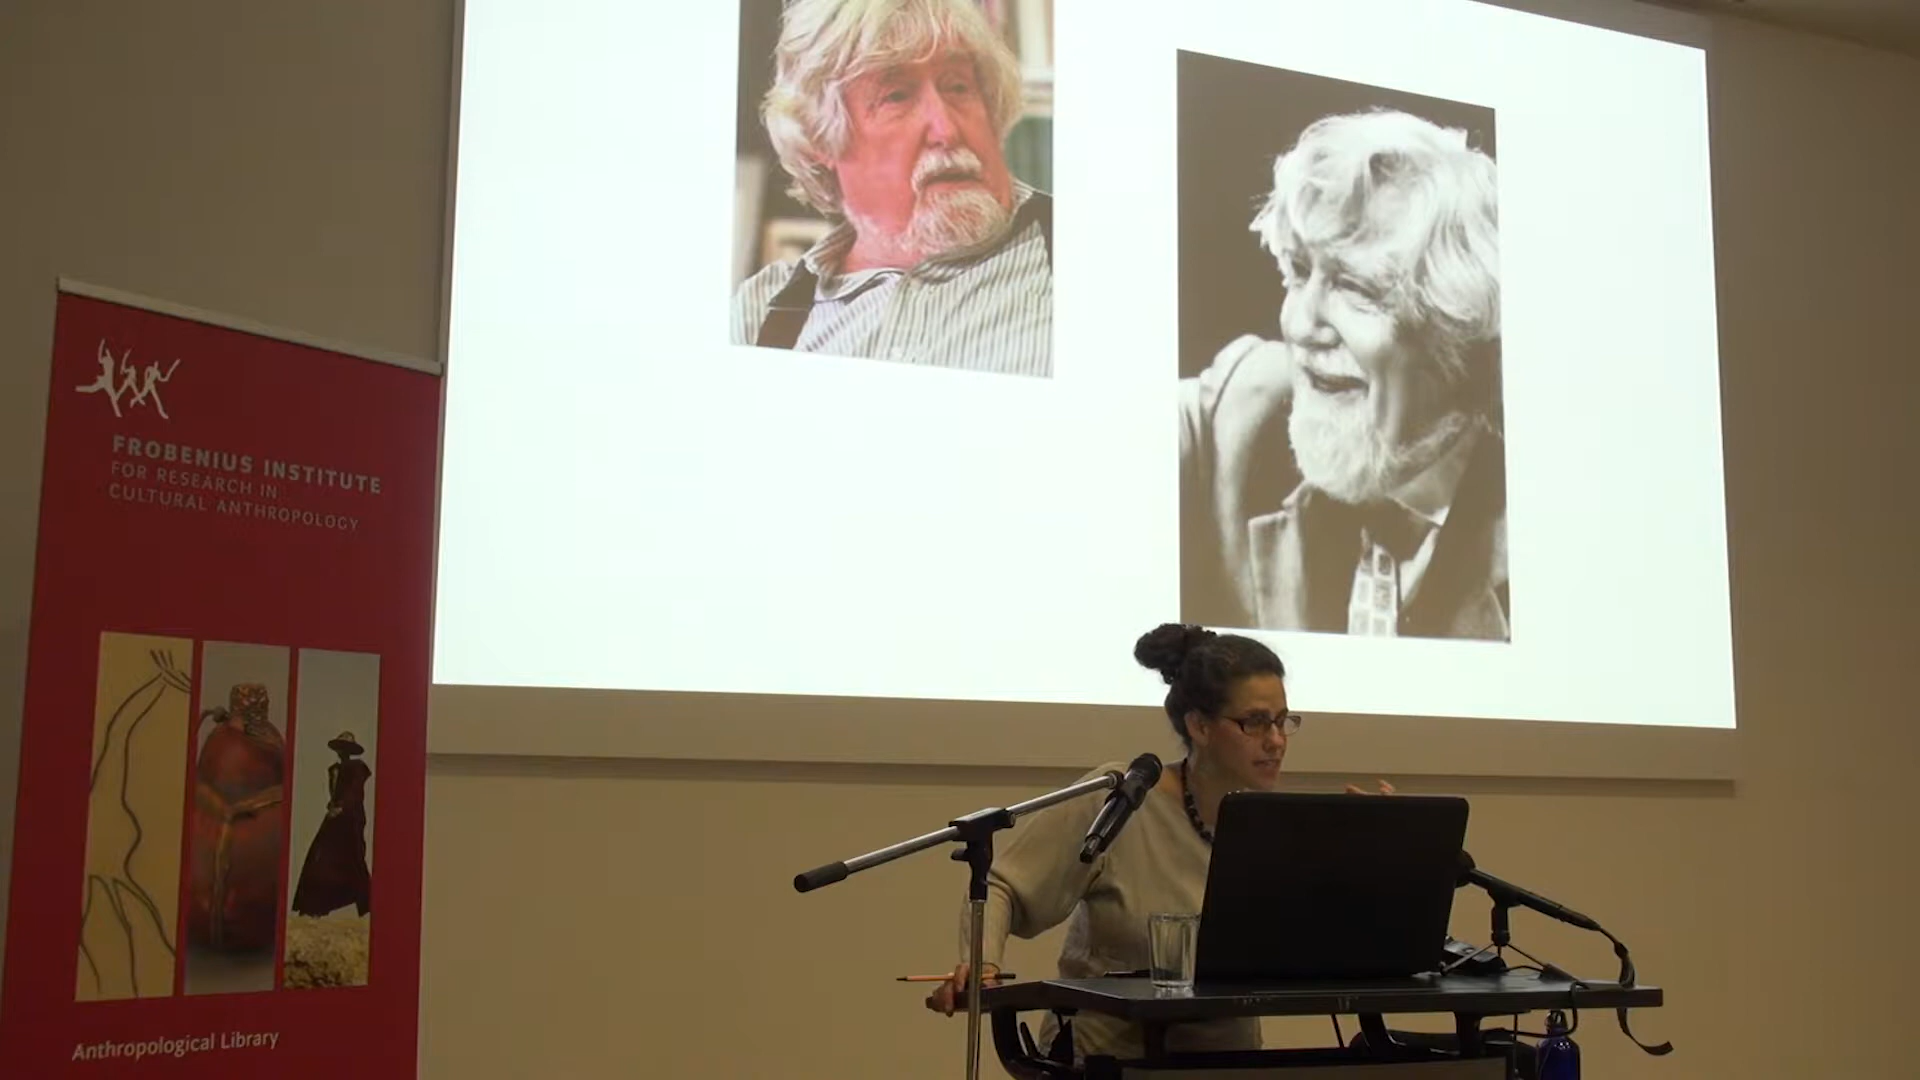 FROBENIUS INSTITUTE
FOR RESEARCH IN
CULTURAL ANTHROPOLOGY
Anthropological Library